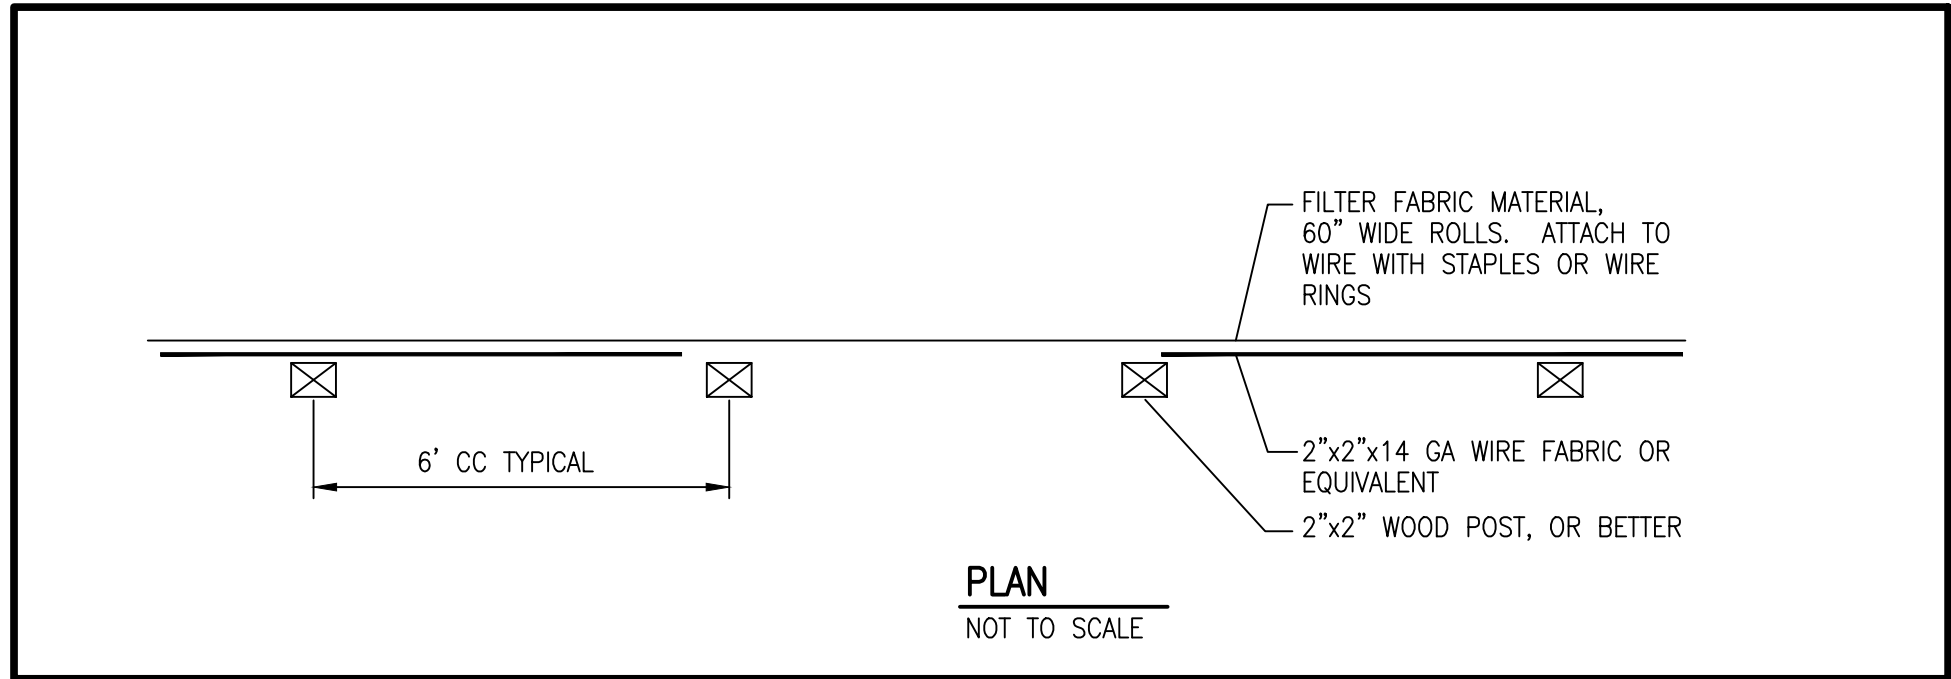 FILTER FABRIC MATERIAL,
60” WIDE ROLLS. ATTACH TO
WIRE WITH STAPLES OR WIRE
RINGS
6’ CC TYPICAL
2”x2”x14 GA WIRE FABRIC OR
EQUIVALENT
2”x2” WOOD POST, OR BETTER
PLAN
NOT TO SCALE